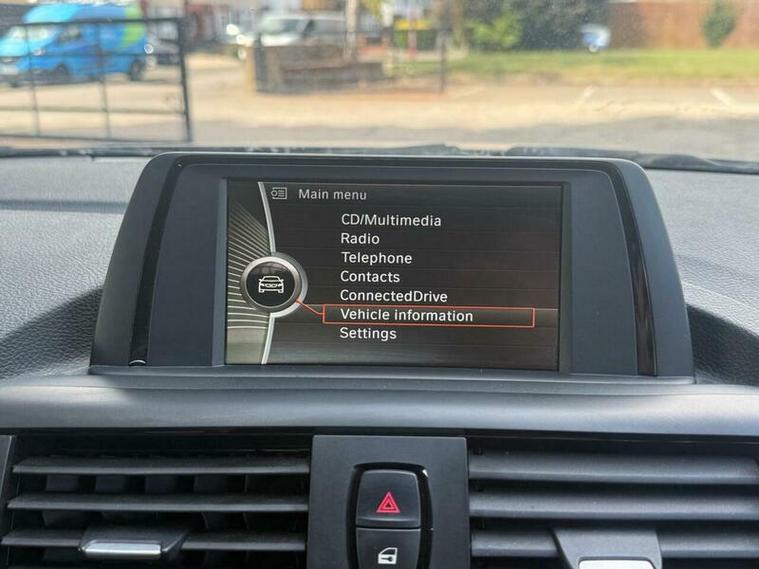 Main menu
CD/Multimedia
Radio
Telephone
Contacts
ConnectedDrive
Vehicle information
Settings